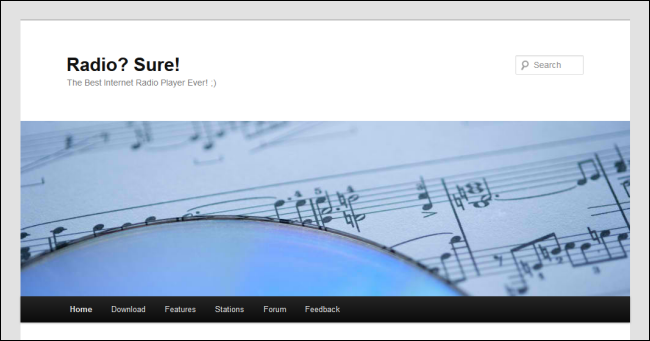 Radio? Sure!
The Best Internet Radio Player Ever! ;)
Search
Home Download Features Stations Forum Feedback